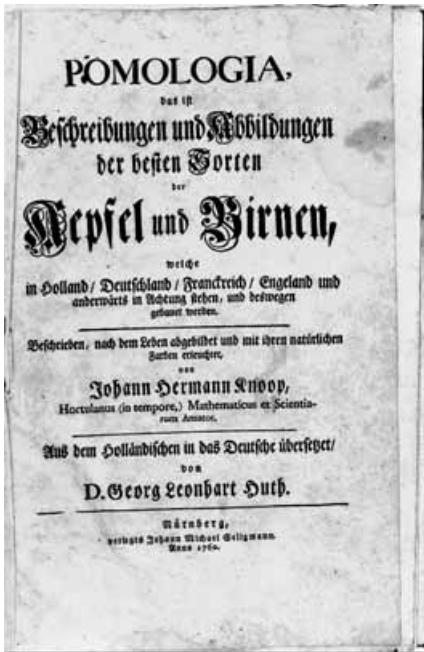 POMOLOGIA,
das ist
Beschreibungen und Abbildungen
der besten Sorten
der
Aepfel und Birnen,
welche
in Holland/ Deutschland/ Franckreich/ Engeland und
anderwärts in Achtung stehen, und deswegen
gebauet werden.
Beschrieben, nach dem Leben abgebildet und mit ihren natürlichen
Farben erleuchtet,
von
Johann Hermann Knoop,
Hortulanus (in tempore,) Mathematicus et Scientia-
rum Amator.
Aus dem Holländischen in das Deutsche übersetzet/
von
D. Georg Leonhart Huth.
Nürnberg,
verlegts Johann Michael Seligmann.
Anno 1760.